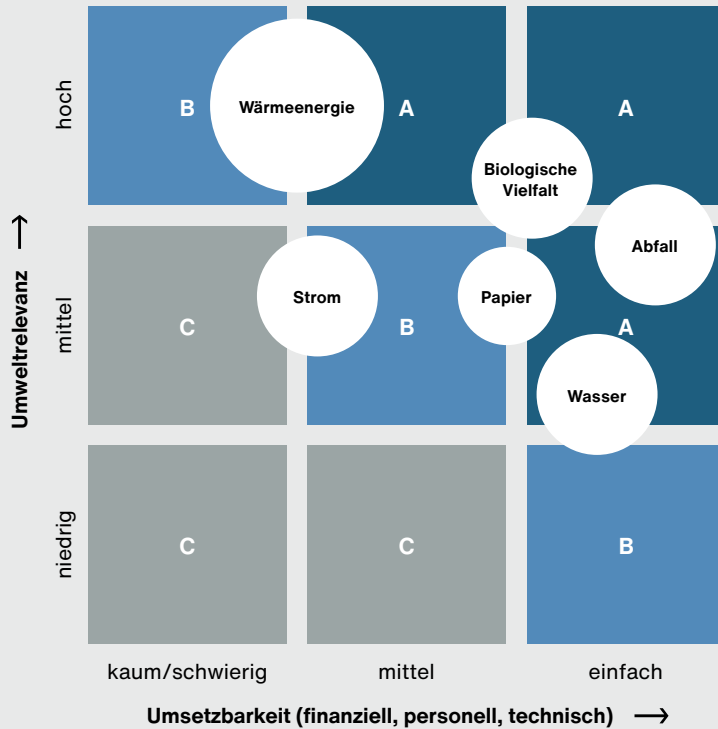 hoch
B
Wärmeenergie
A
A
Biologische
Vielfalt
Abfall
Umweltrelevanz →
mittel
C
Strom
B
Papier
A
Wasser
niedrig
C
C
B
kaum/schwierig
mittel
einfach
Umsetzbarkeit (finanziell, personell, technisch) →